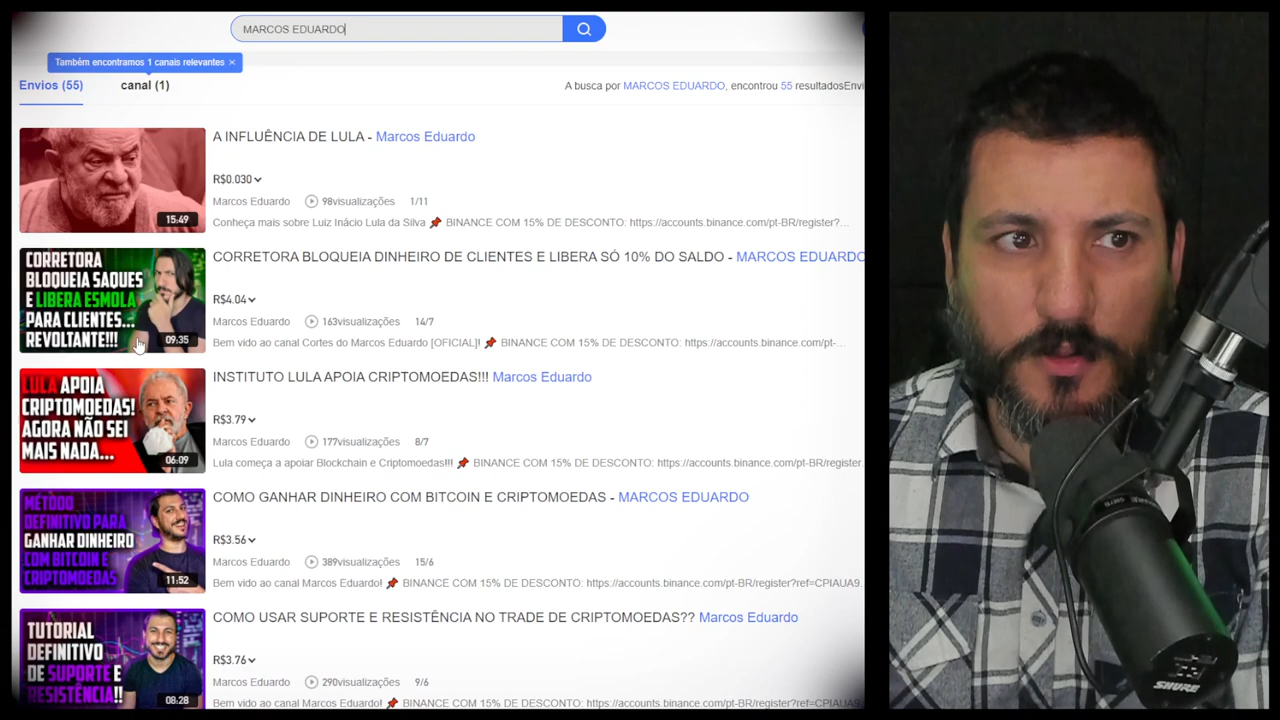 MARCOS EDUARDO
Também encontramos 1 canais relevantes ×
Envios (55)
canal (1)
A busca por MARCOS EDUARDO, encontrou 55 resultadosEnvi
A INFLUÊNCIA DE LULA - Marcos Eduardo
R$0.030
Marcos Eduardo 98visualizações 1/11
15:49
Conheça mais sobre Luiz Inácio Lula da Silva 📌 BINANCE COM 15% DE DESCONTO: https://accounts.binance.com/pt-BR/register?...
CORRETORA
BLOQUEIA SAQUES
E LIBERA ESMOLA
PARA CLIENTES...
REVOLTANTE!!!
09:35
CORRETORA BLOQUEIA DINHEIRO DE CLIENTES E LIBERA SÓ 10% DO SALDO - MARCOS EDUARDO
R$4.04
Marcos Eduardo 163visualizações 14/7
Bem vido ao canal Cortes do Marcos Eduardo [OFICIAL]! 📌 BINANCE COM 15% DE DESCONTO: https://accounts.binance.com/pt-...
LULA APOIA
CRIPTOMOEDAS!
AGORA NÃO SEI
MAIS NADA...
06:09
INSTITUTO LULA APOIA CRIPTOMOEDAS!!! Marcos Eduardo
R$3.79
Marcos Eduardo 177visualizações 8/7
Lula começa a apoiar Blockchain e Criptomoedas!!! 📌 BINANCE COM 15% DE DESCONTO: https://accounts.binance.com/pt-BR/register.
MÉTODO
DEFINITIVO PARA
GANHAR DINHEIRO
COM BITCOIN E
CRIPTOMOEDAS
11:52
COMO GANHAR DINHEIRO COM BITCOIN E CRIPTOMOEDAS - MARCOS EDUARDO
R$3.56
Marcos Eduardo 389visualizações 15/6
Bem vido ao canal Marcos Eduardo! 📌 BINANCE COM 15% DE DESCONTO: https://accounts.binance.com/pt-BR/register?ref=CPIAUA9.
TUTORIAL
DEFINITIVO
DE SUPORTE E
RESISTÊNCIA!!
08:28
COMO USAR SUPORTE E RESISTÊNCIA NO TRADE DE CRIPTOMOEDAS?? Marcos Eduardo
R$3.76
Marcos Eduardo 290visualizações 9/6
Bem vido ao canal Marcos Eduardo! 📌 BINANCE COM 15% DE DESCONTO: https://accounts.binance.com/pt-BR/register?ref=CPIAUA9.
SHURE